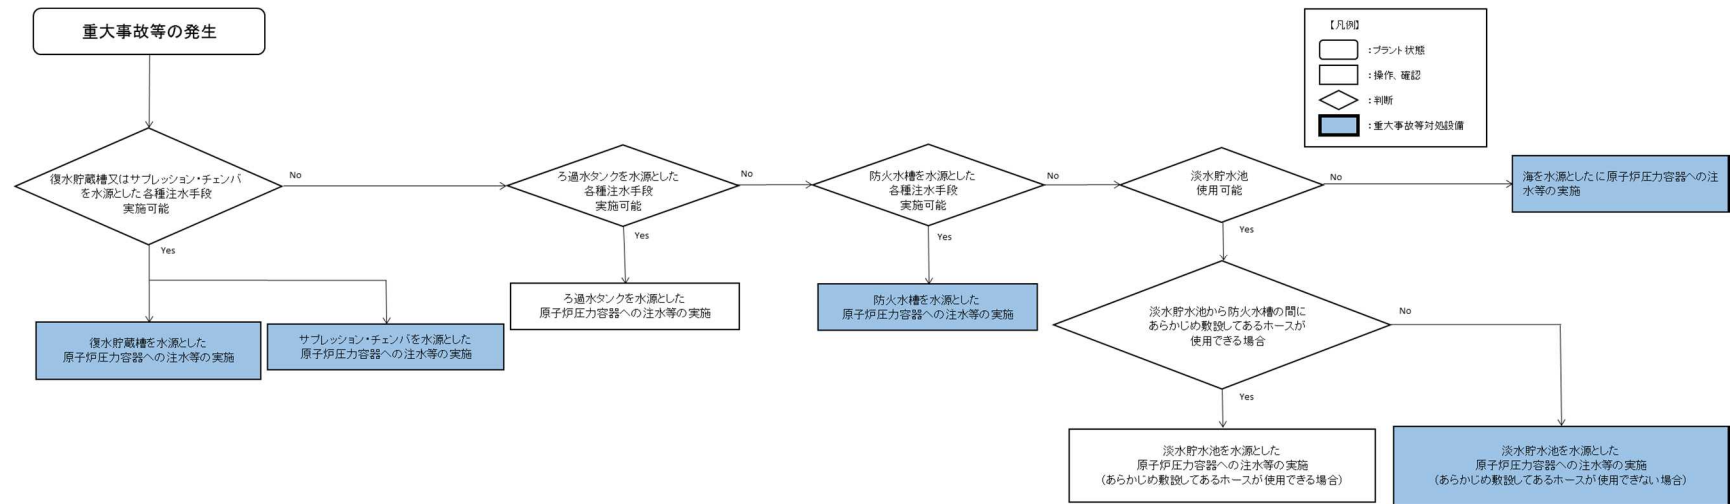 重大事故等の発生
【凡例】
：プラント状態
：操作、確認
：判断
：重大事故等対処設備
復水貯蔵槽又はサプレッション・チェンバ
を水源とした各種注水手段
実施可能
No
Yes
ろ過水タンクを水源とした
各種注水手段
実施可能
No
Yes
防火水槽を水源とした
各種注水手段
実施可能
No
Yes
淡水貯水池
使用可能
No
Yes
海を水源としたに原子炉圧力容器への注
水等の実施
復水貯蔵槽を水源とした
原子炉圧力容器への注水等の実施
サプレッション・チェンバを水源とした
原子炉圧力容器への注水等の実施
ろ過水タンクを水源とした
原子炉圧力容器への注水等の実施
防火水槽を水源とした
原子炉圧力容器への注水等の実施
淡水貯水池から防火水槽の間に
あらかじめ敷設してあるホースが
使用できる場合
No
Yes
淡水貯水池を水源とした
原子炉圧力容器への注水等の実施
（あらかじめ敷設してあるホースが使用できる場合）
淡水貯水池を水源とした
原子炉圧力容器への注水等の実施
（あらかじめ敷設してあるホースが使用できない場合）